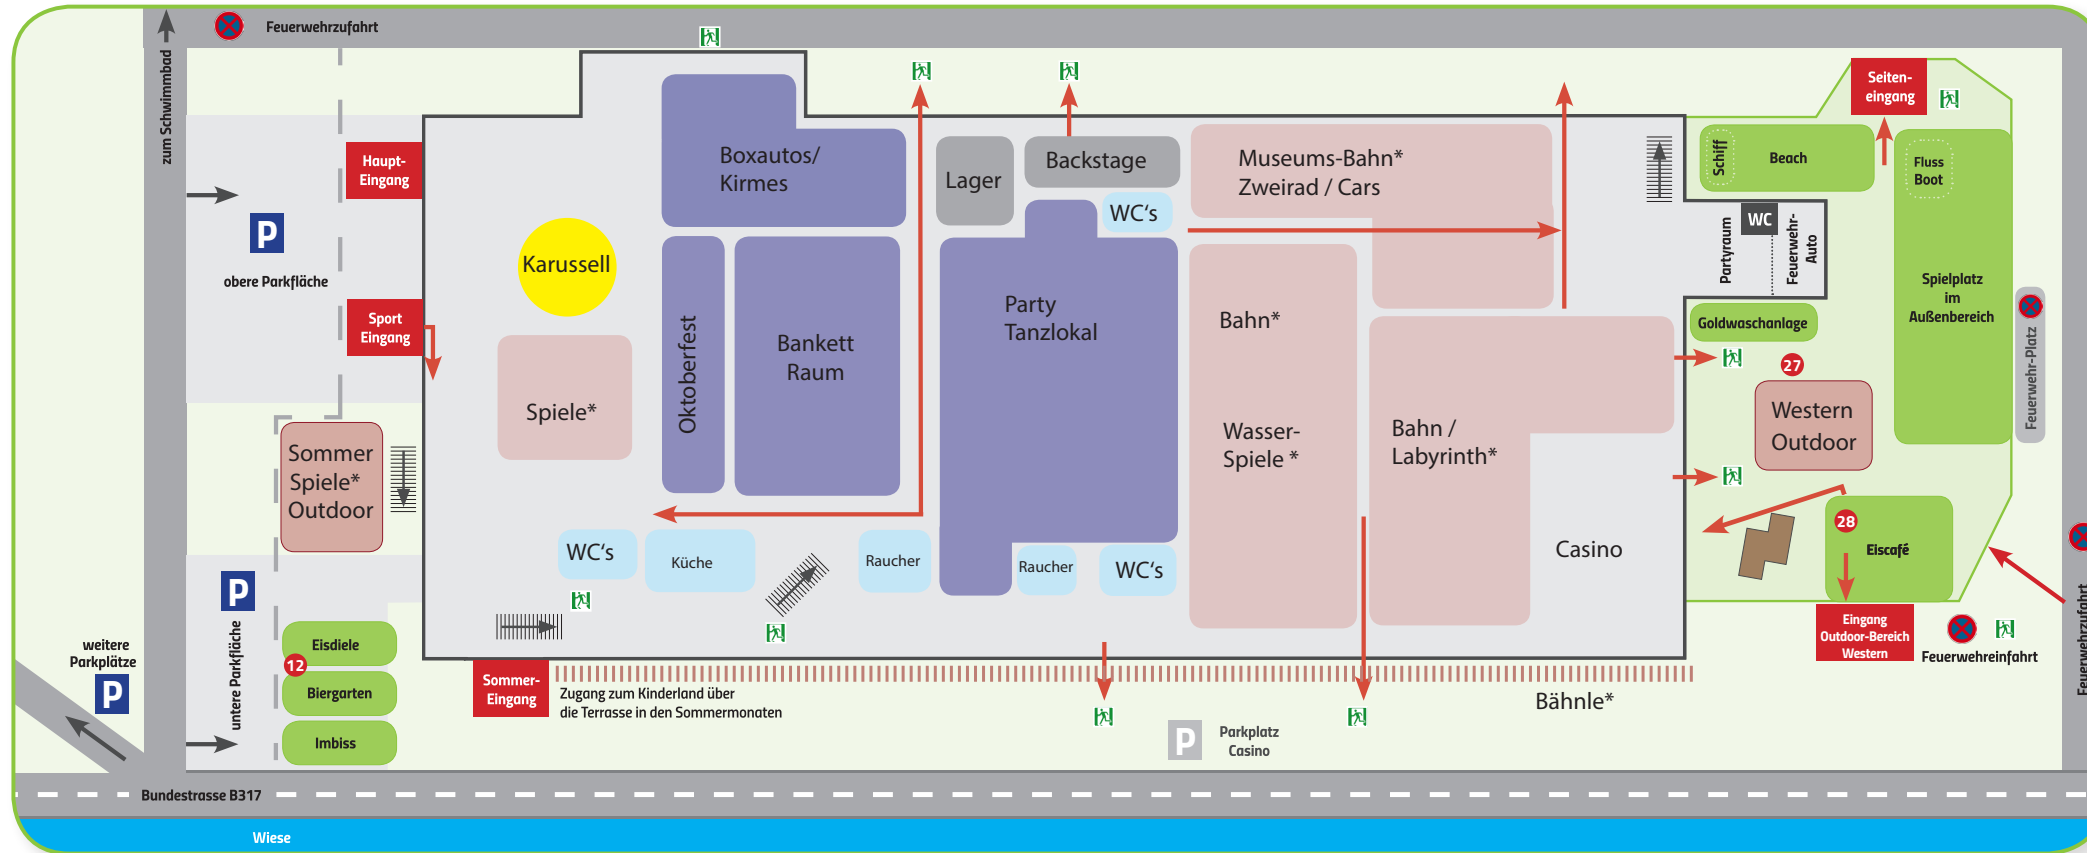 Feuerwehrzufahrt
zum Schwimmbad
Haupt-
Eingang
P
obere Parkfläche
Sport
Eingang
Sommer
Spiele*
Outdoor
P
untere Parkfläche
weitere
Parkplätze
P
Eisdiele
12
Biergarten
Imbiss
Karussell
Spiele*
Boxautos/
Kirmes
Oktoberfest
Bankett
Raum
Lager
Backstage
WC's
Party
Tanzlokal
Museums-Bahn*
Zweirad / Cars
Bahn*
Wasser-
Spiele *
Bahn /
Labyrinth*
Casino
WC's
Küche
Raucher
Raucher
WC's
Sommer-
Eingang
Zugang zum Kinderland über
die Terrasse in den Sommermonaten
P
Parkplatz
Casino
Bähnle*
Seiten-
eingang
Schiff
Beach
Fluss
Boot
Partyraum
WC
Feuerwehr-
Auto
Spielplatz
im
Außenbereich
Goldwaschanlage
27
Western
Outdoor
Feuerwehr-Platz
28
Eiscafé
Eingang
Outdoor-Bereich
Western
Feuerwehreinfahrt
Feuerwehrzufahrt
Bundestrasse B317
Wiese